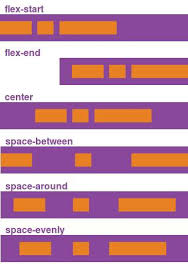 flex-start
flex-end
center
space-between
space-around
space-evenly